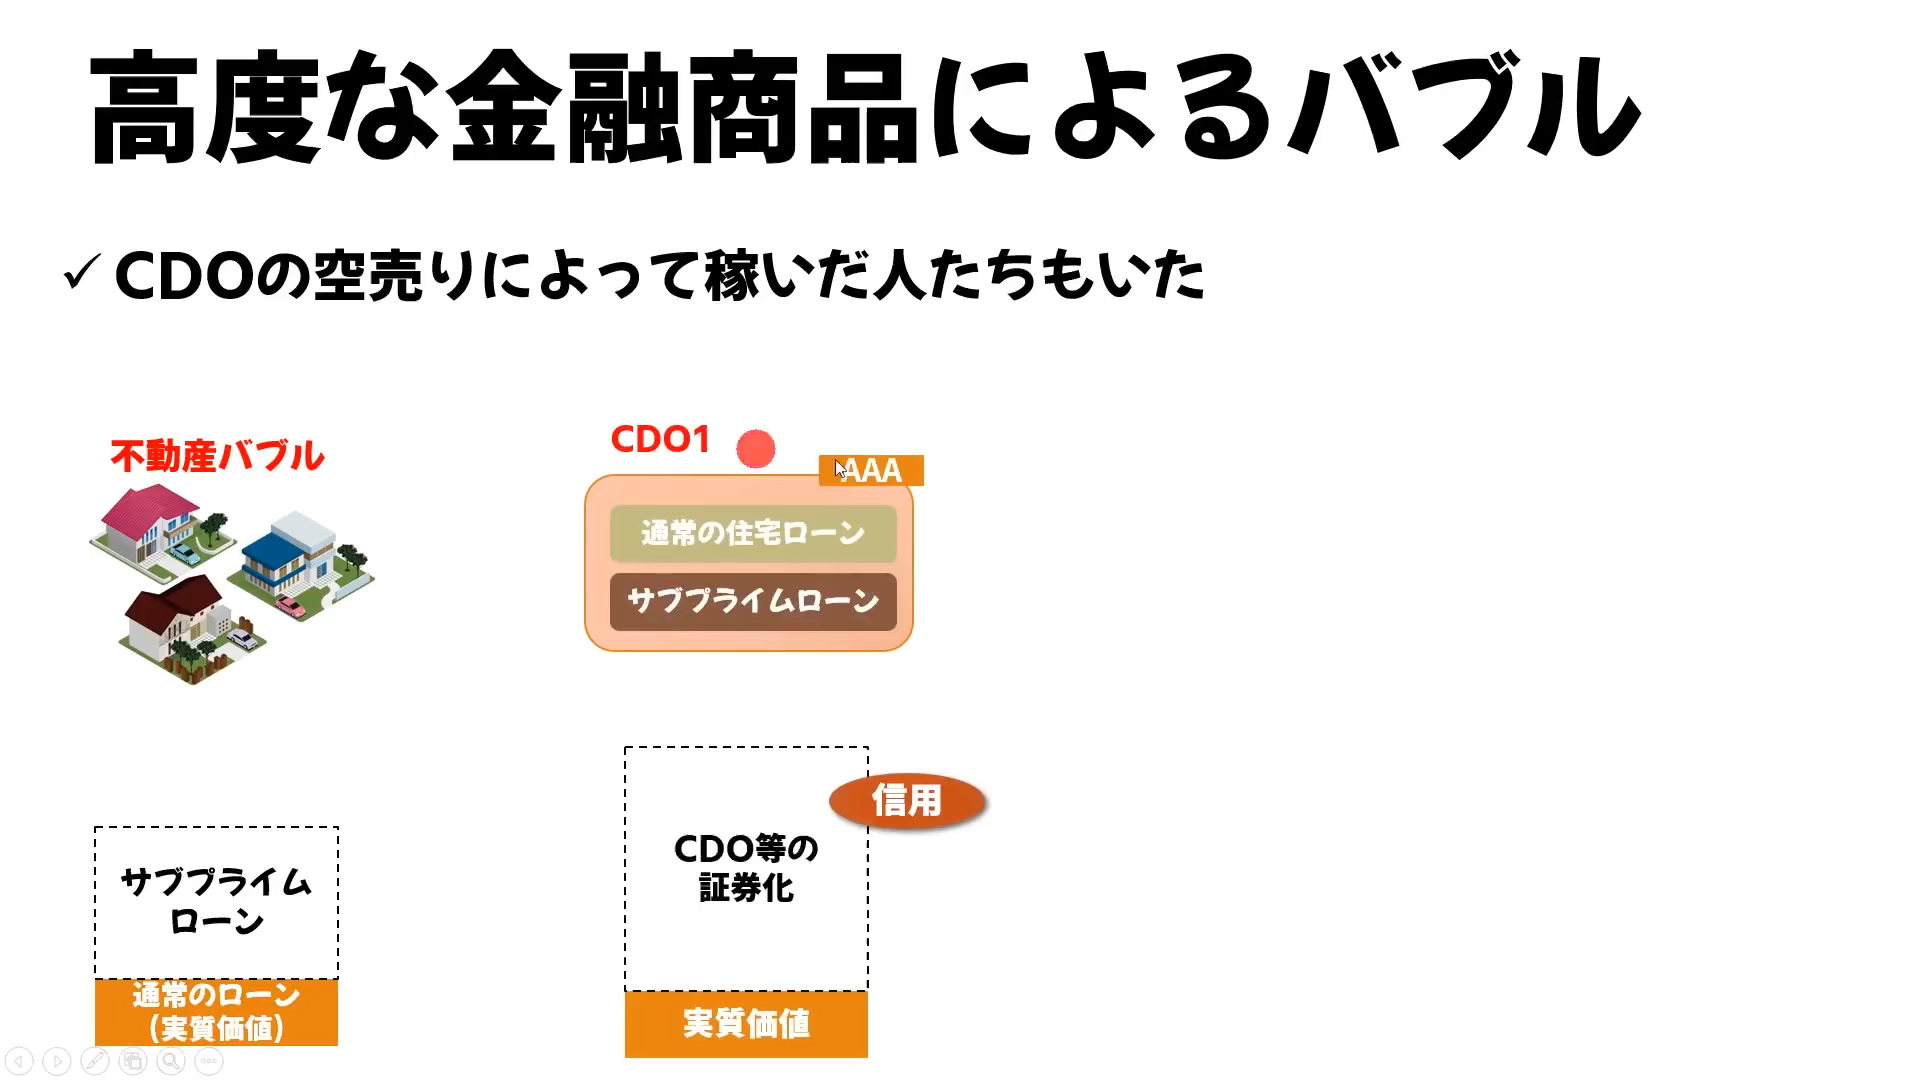 高度な金融商品によるバブル
✓CDOの空売りによって稼いだ人たちもいた
不動産バブル
CDO1
AAA
通常の住宅ローン
サブプライムローン
信用
CDO等の
証券化
サブプライム
ローン
通常のローン
(実質価値)
実質価値